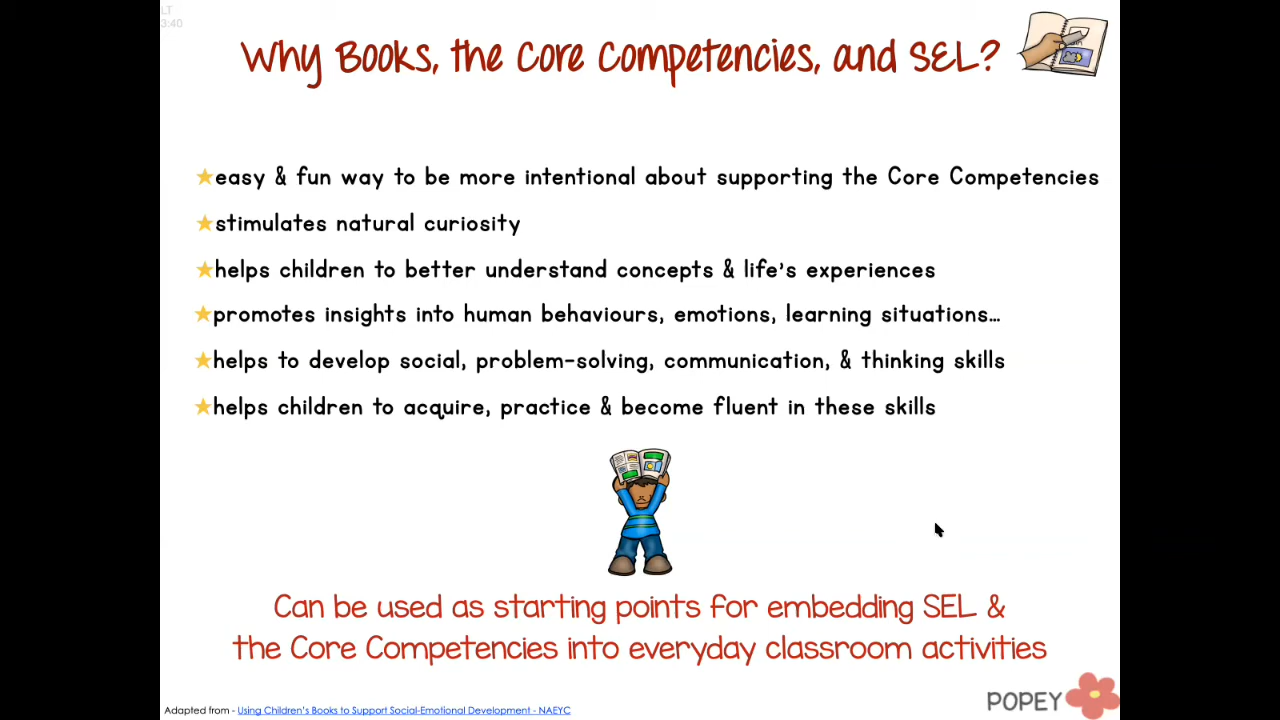 LT
3:40
Why Books, the Core Competencies, and SEL?
easy & fun way to be more intentional about supporting the Core Competencies
stimulates natural curiosity
helps children to better understand concepts & life's experiences
promotes insights into human behaviours, emotions, learning situations...
helps to develop social, problem-solving, communication, & thinking skills
helps children to acquire, practice & become fluent in these skills
Can be used as starting points for embedding SEL &
the Core Competencies into everyday classroom activities
Adapted from - Using Children's Books to Support Social-Emotional Development - NAEYC
POPEY